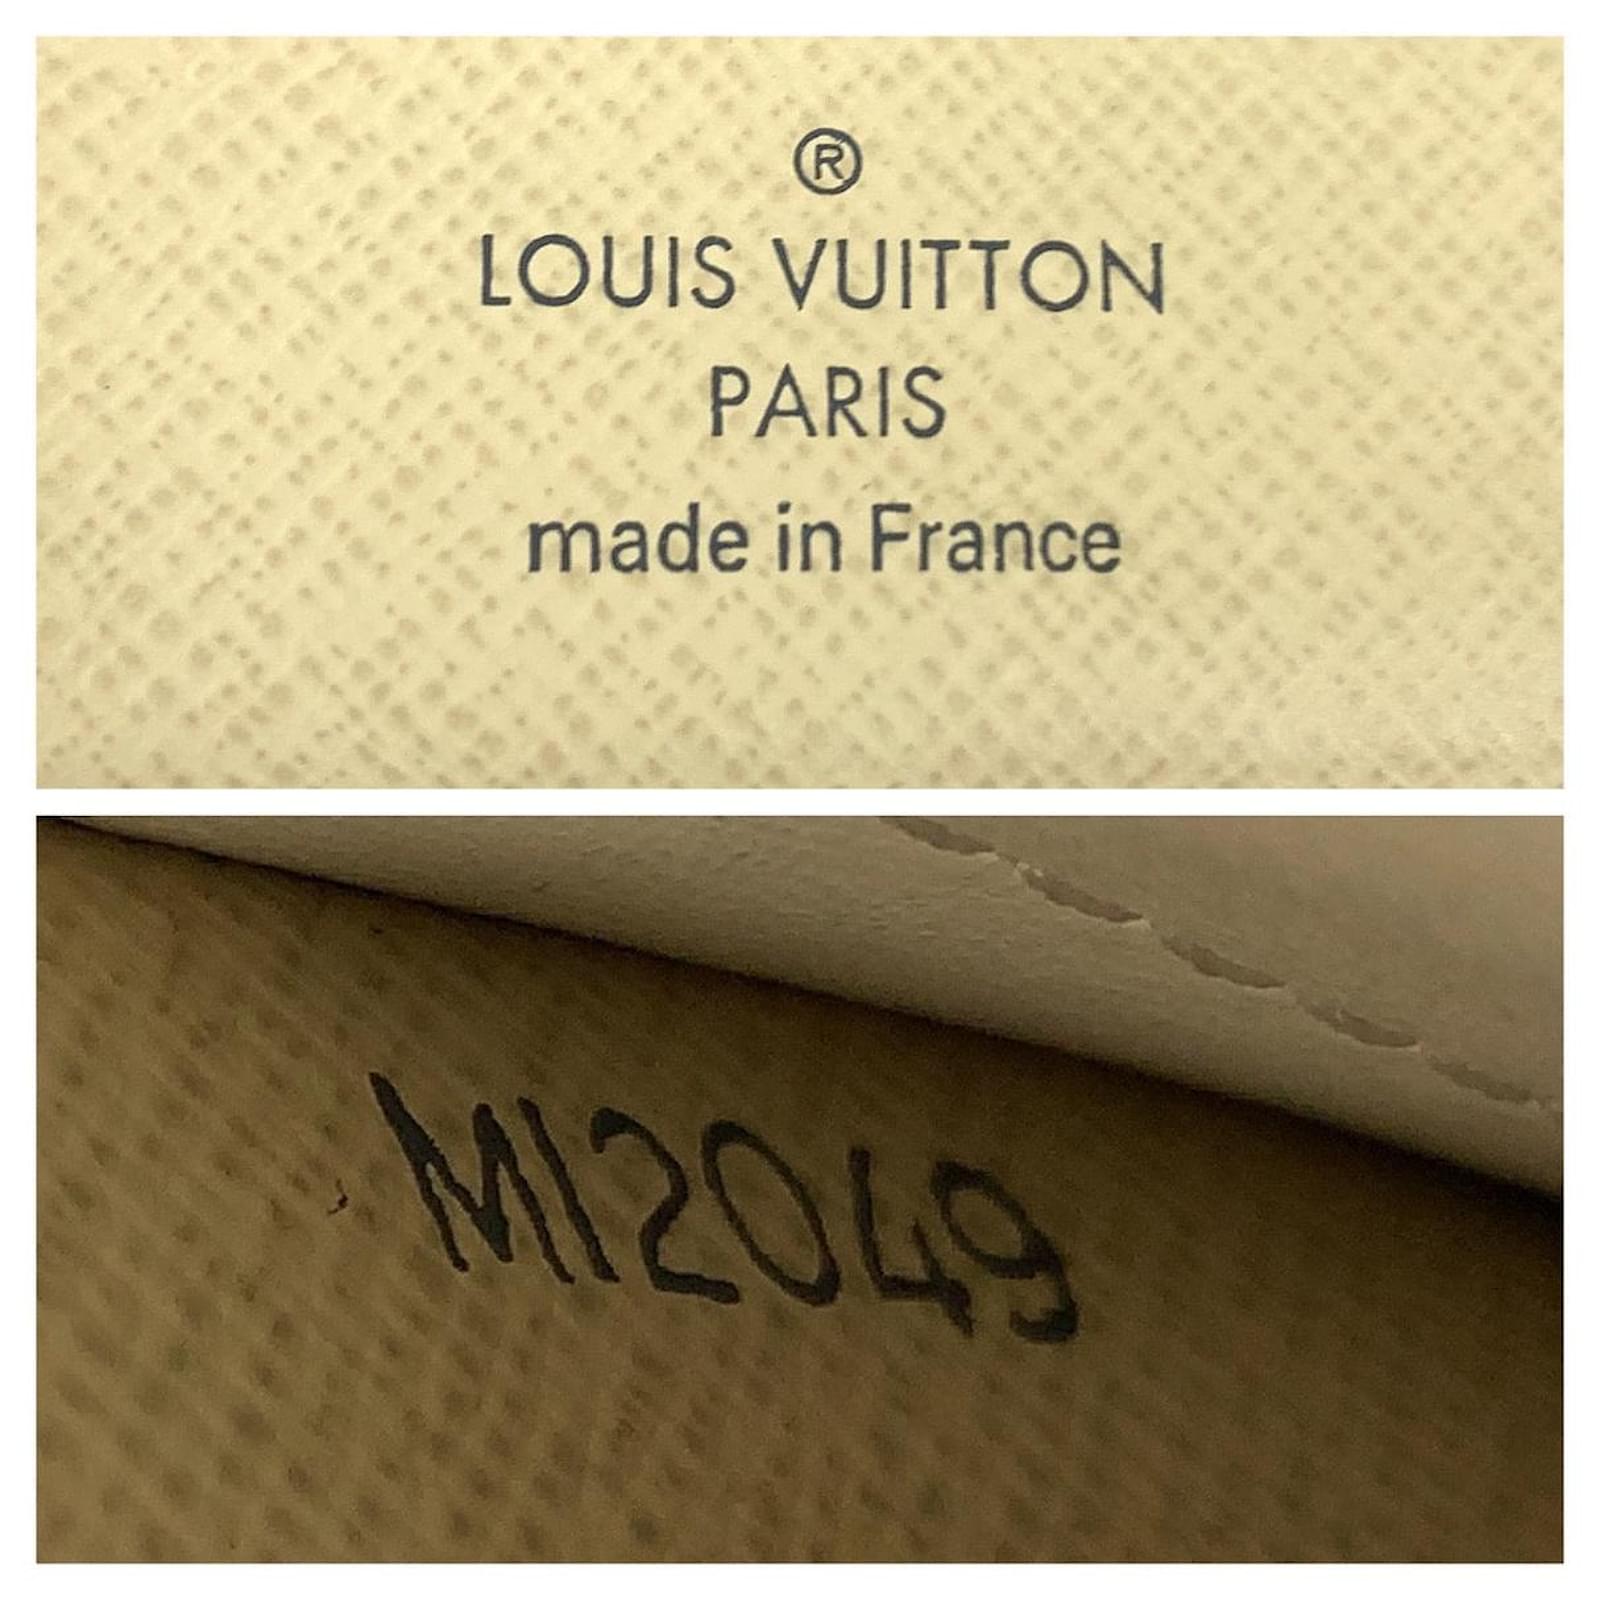 ®
LOUIS VUITTON
PARIS
made in France
MI2049